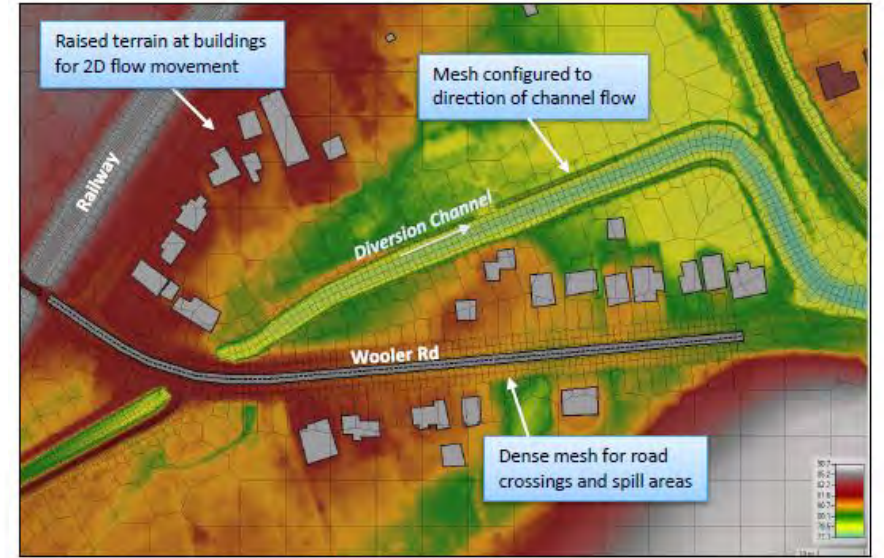 Raised terrain at buildings
for 2D flow movement
Mesh configured to
direction of channel flow
Railway
Diversion Channel
Wooler Rd
Dense mesh for road
crossings and spill areas